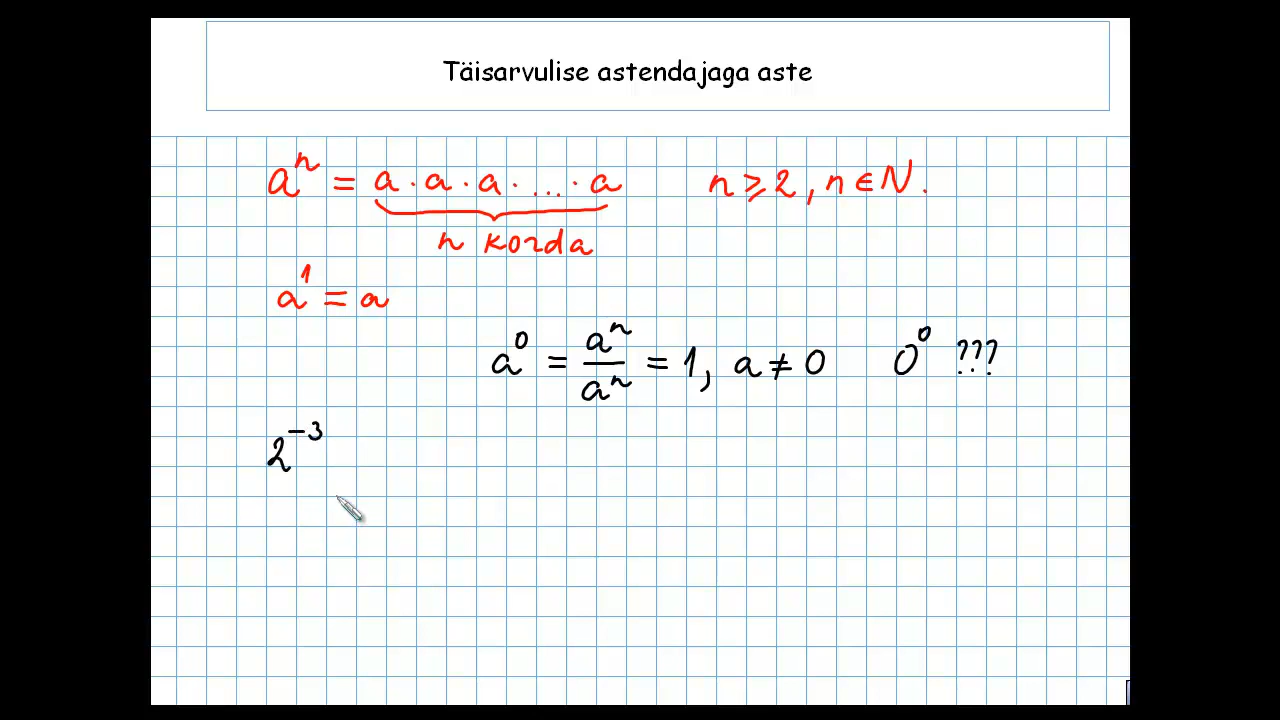 Täisarvulise astendajaga aste
aⁿ = a · a · a · ... · a n ≥ 2, n ∈ N.
n korda
a¹ = a
a⁰ = aⁿ/aⁿ = 1, a ≠ 0 0⁰ ???
2⁻³